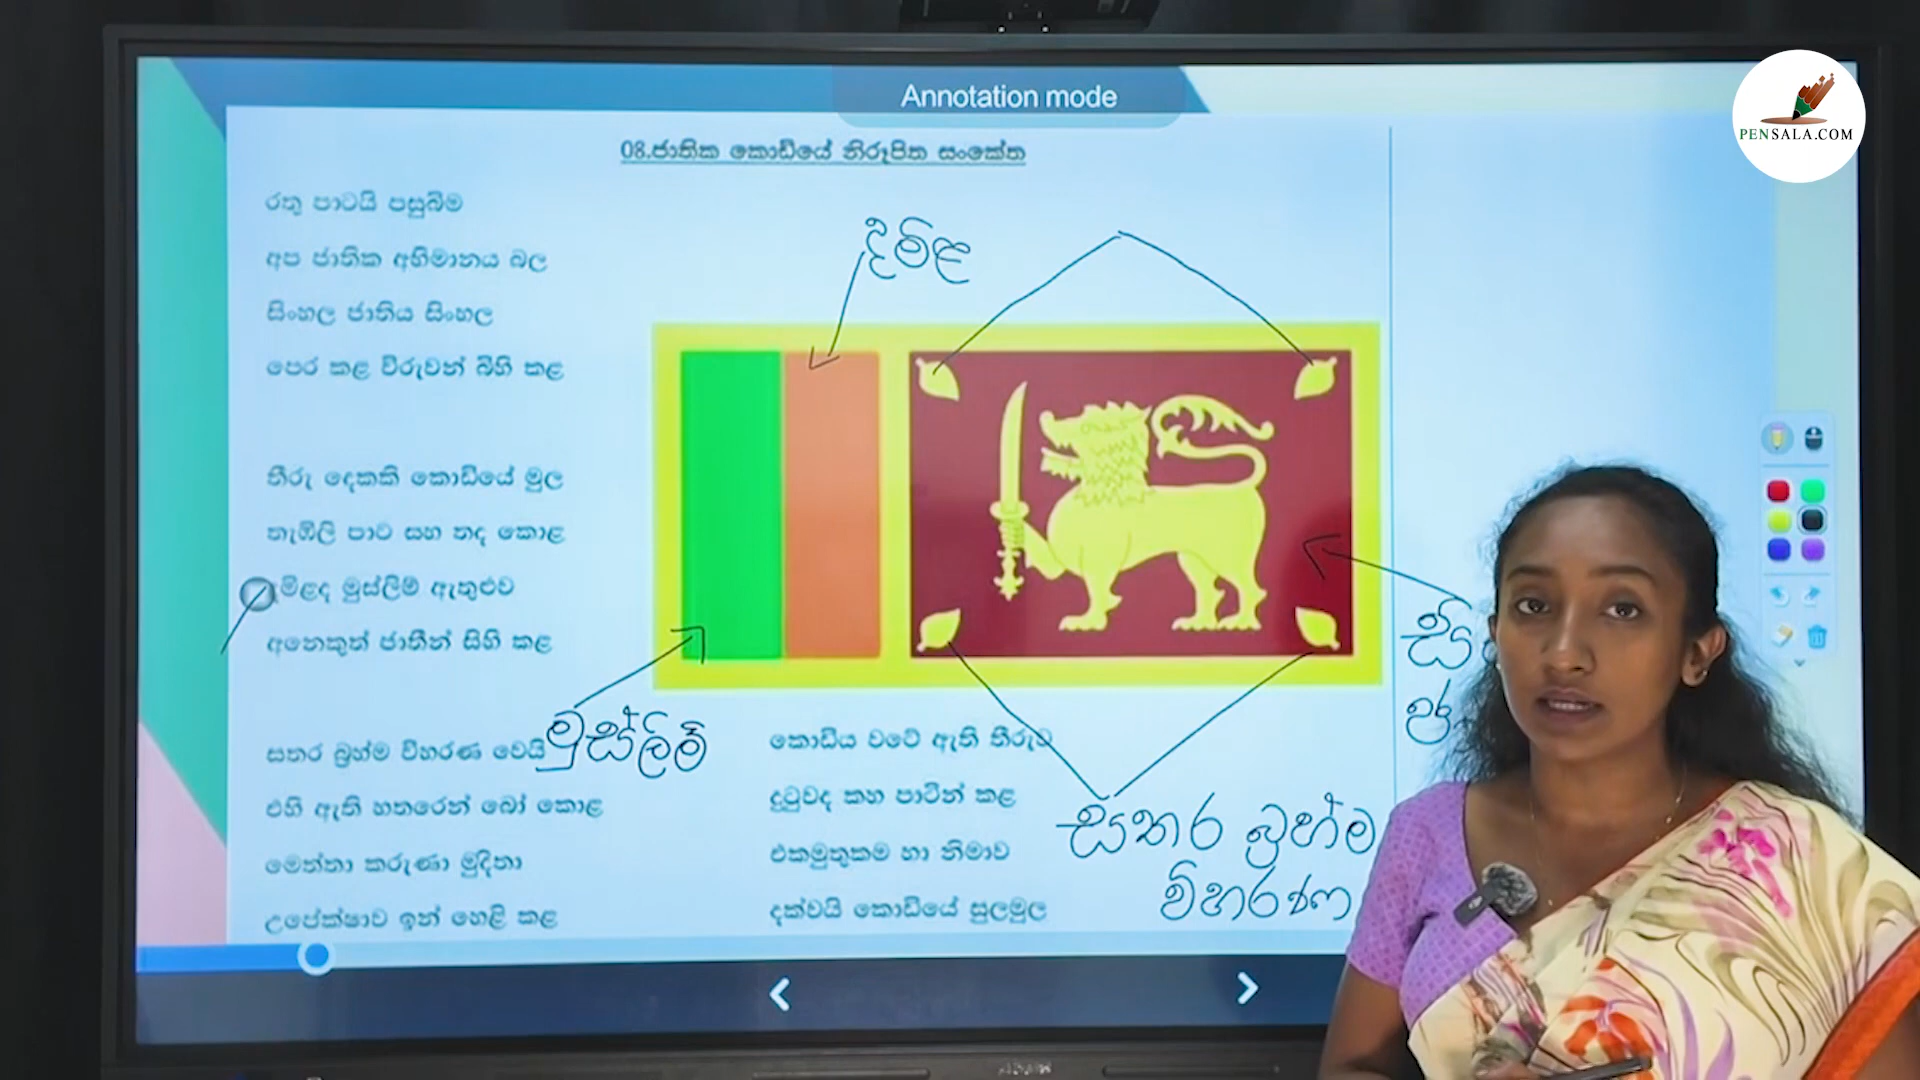 Annotation mode
PENSALA.COM
08.ජාතික කොඩියේ නිරූපිත සංකේත
රතු පාටයි පසුබිම
අප ජාතික අභිමානය බල
සිංහල ජාතිය සිංහල
පෙර කළ විරුවන් බිහි කළ
තීරු දෙකකි කොඩියේ මුල
තැඹිලි පාට සහ තද කොළ
මුස්ලිම් ඇතුළුව
අනෙකුත් ජාතීන් සිහි කළ
සතර බ්‍රහ්ම විහරණ වෙයි
එහි ඇති හතරෙන් බෝ කොළ
මෙත්තා කරුණා මුදිතා
උපේක්ෂාව ඉන් හෙළි කළ
කොඩිය වටේ ඇති තීරුව
දුටුවද කහ පාටින් කළ
එකමුතුකම හා නිමාව
දක්වයි කොඩියේ සුලමුල
දමිළ
මුස්ලිම්
සතර බ්‍රහ්ම
විහරණ